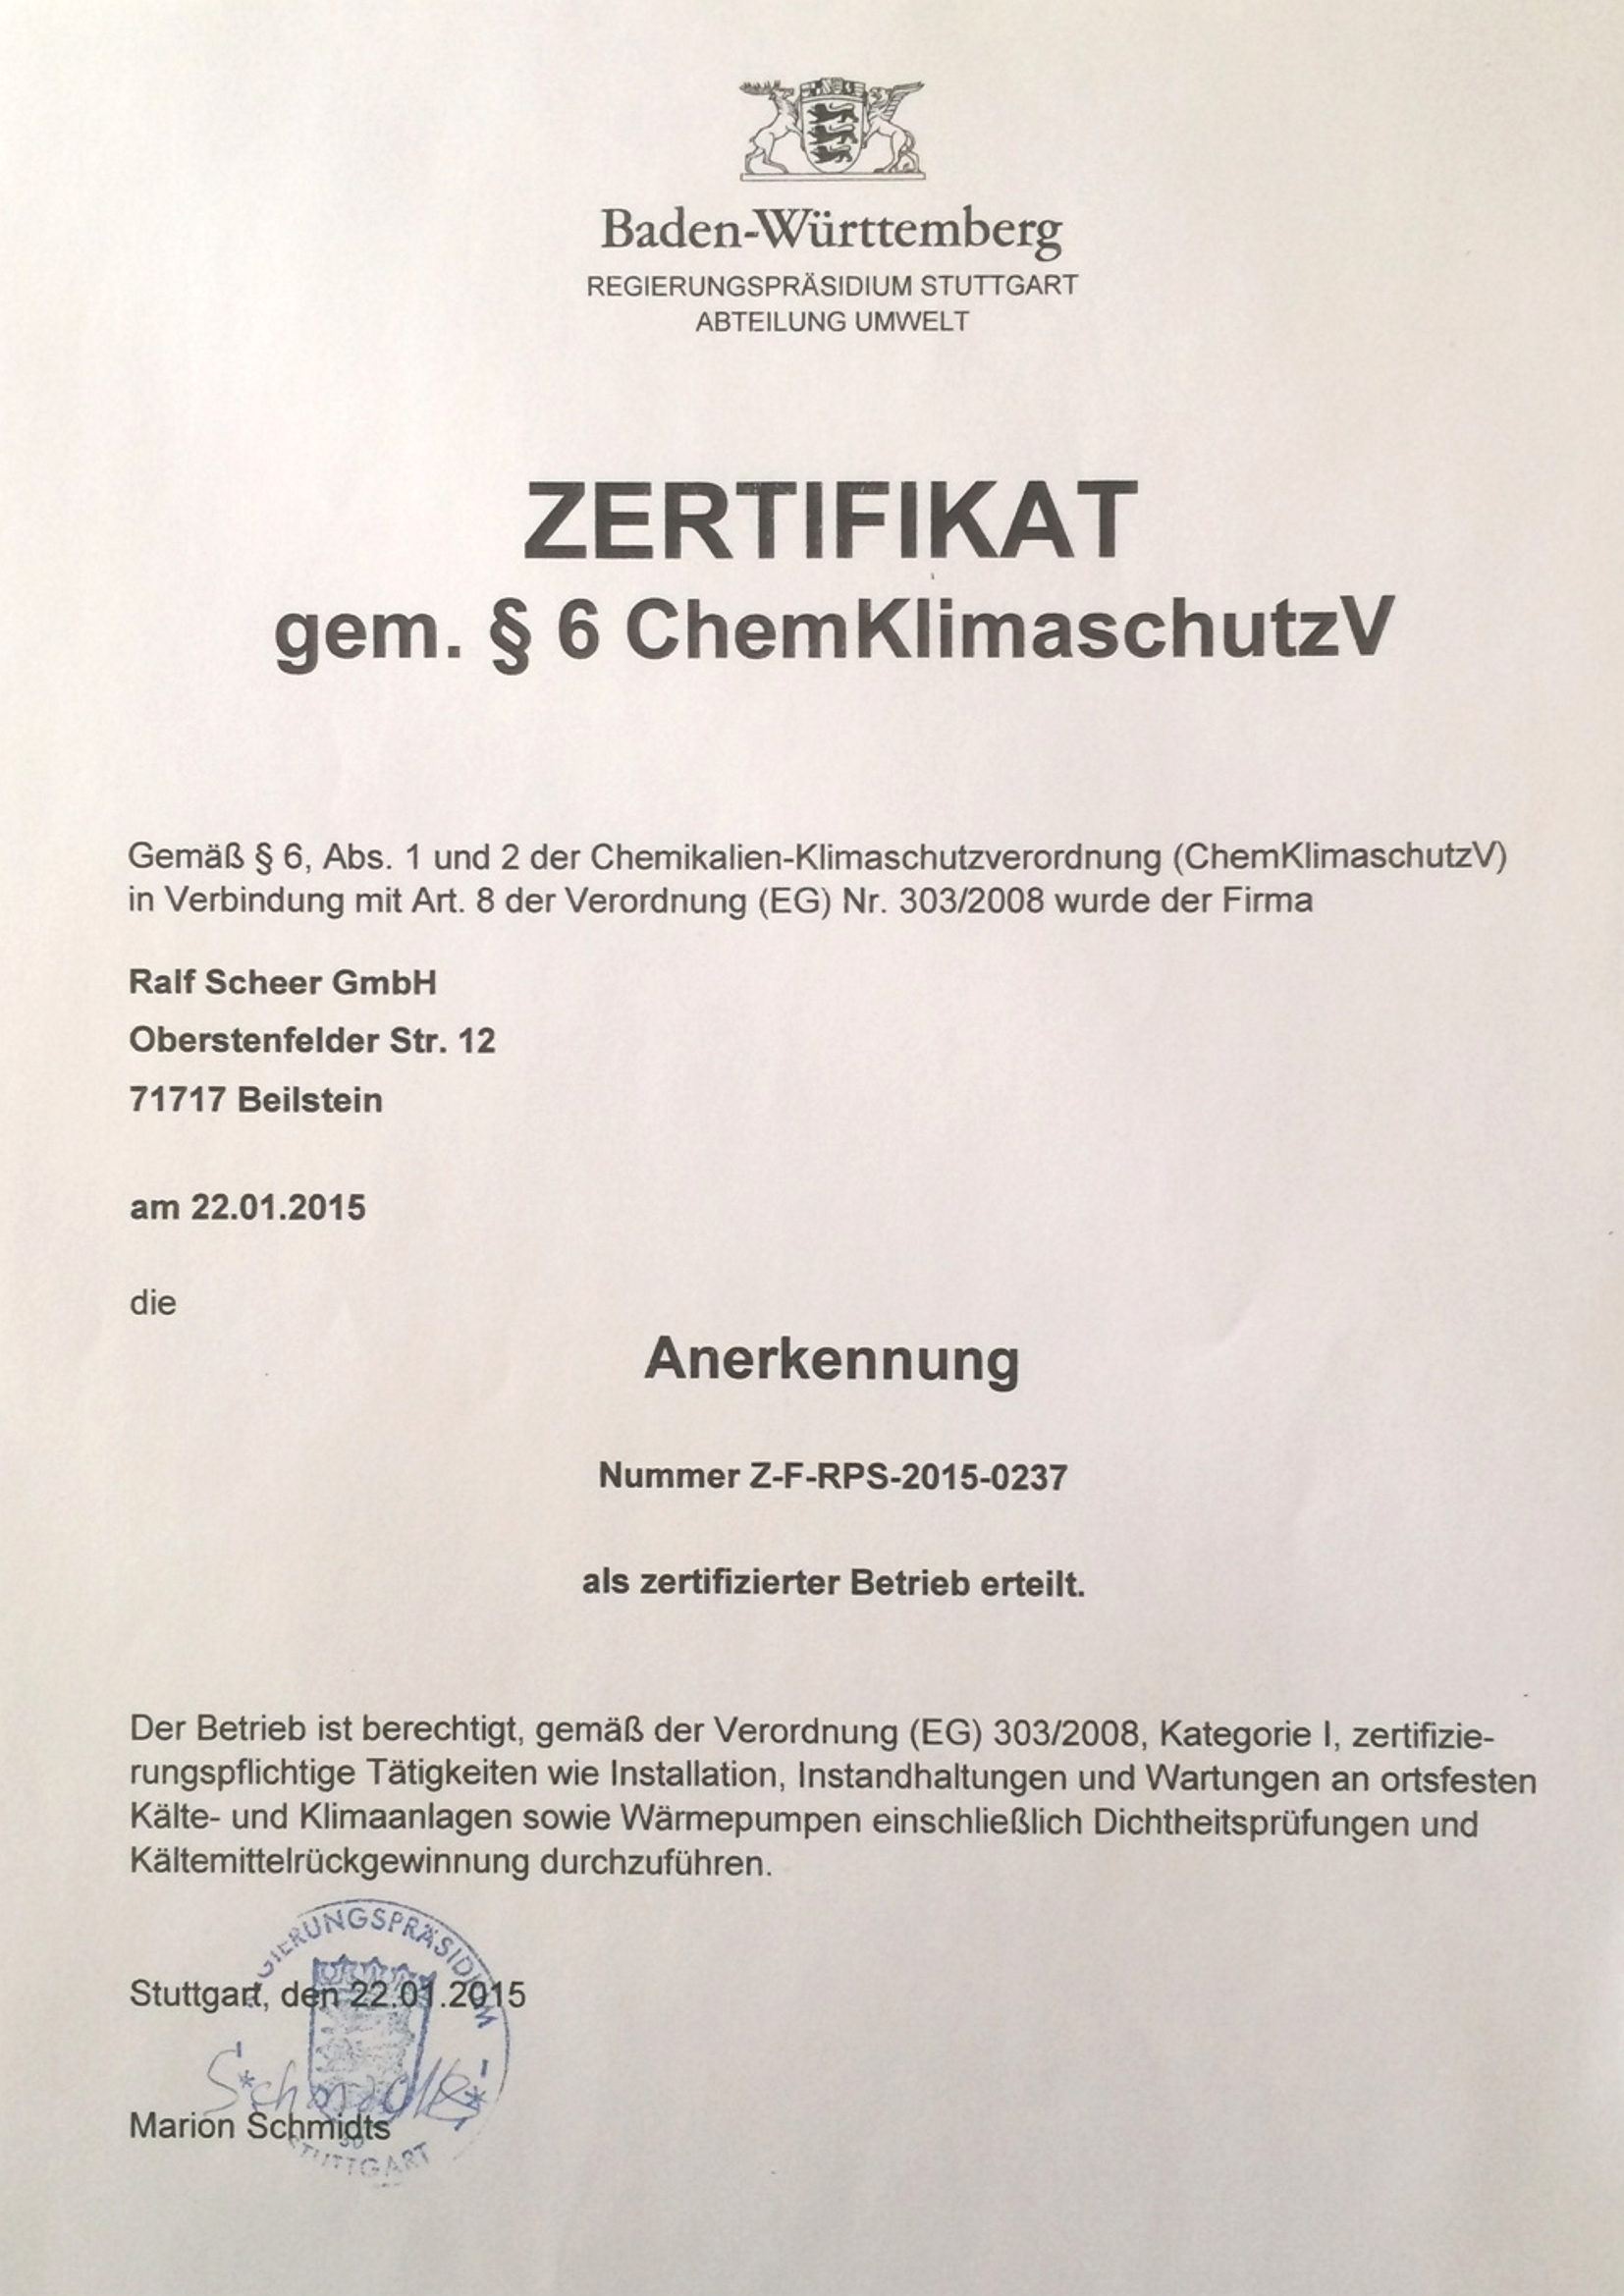 Baden-Württemberg
REGIERUNGSPRÄSIDIUM STUTTGART
ABTEILUNG UMWELT
ZERTIFIKAT
gem. § 6 ChemKlimaschutzV
Gemäß § 6, Abs. 1 und 2 der Chemikalien-Klimaschutzverordnung (ChemKlimaschutzV)
in Verbindung mit Art. 8 der Verordnung (EG) Nr. 303/2008 wurde der Firma
Ralf Scheer GmbH
Oberstenfelder Str. 12
71717 Beilstein
am 22.01.2015
die
Anerkennung
Nummer Z-F-RPS-2015-0237
als zertifizierter Betrieb erteilt.
Der Betrieb ist berechtigt, gemäß der Verordnung (EG) 303/2008, Kategorie I, zertifizie-
rungspflichtige Tätigkeiten wie Installation, Instandhaltungen und Wartungen an ortsfesten
Kälte- und Klimaanlagen sowie Wärmepumpen einschließlich Dichtheitsprüfungen und
Kältemittelrückgewinnung durchzuführen.
Stuttgart, den 22.01.2015
Marion Schmidts
STUTTGART